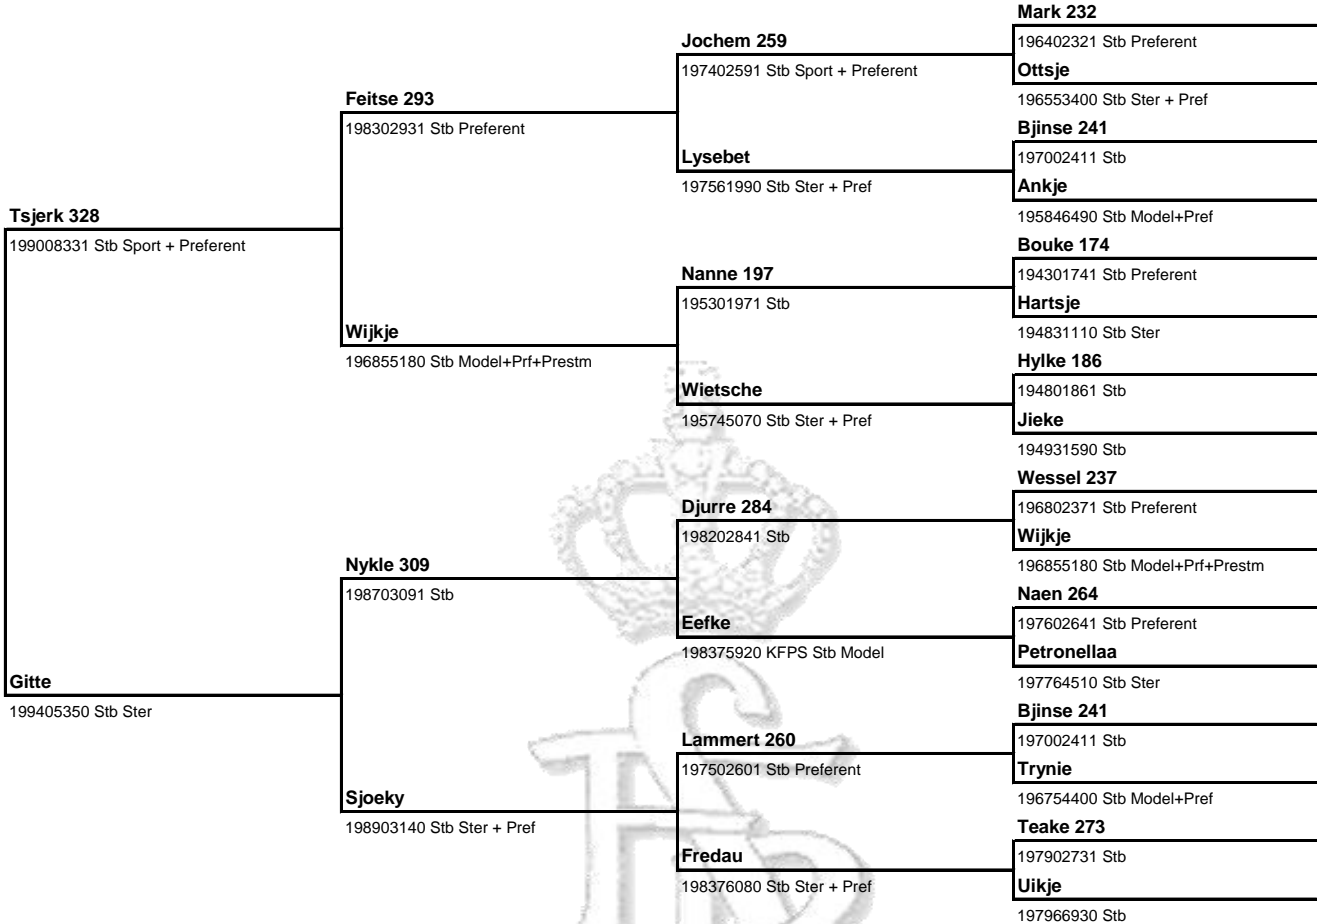 Mark 232
Jochem 259
196402321 Stb Preferent
197402591 Stb Sport + Preferent
Ottsje
Feitse 293
196553400 Stb Ster + Pref
198302931 Stb Preferent
Bjinse 241
Lysebet
197002411 Stb
197561990 Stb Ster + Pref
Ankje
Tsjerk 328
195846490 Stb Model+Pref
199008331 Stb Sport + Preferent
Bouke 174
Nanne 197
194301741 Stb Preferent
195301971 Stb
Hartsje
Wijkje
194831110 Stb Ster
196855180 Stb Model+Prf+Prestm
Hylke 186
Wietsche
194801861 Stb
195745070 Stb Ster + Pref
Jieke
194931590 Stb
Wessel 237
Djurre 284
196802371 Stb Preferent
198202841 Stb
Wijkje
Nykle 309
196855180 Stb Model+Prf+Prestm
198703091 Stb
Naen 264
Eefke
197602641 Stb Preferent
198375920 KFPS Stb Model
Petronellaa
Gitte
197764510 Stb Ster
199405350 Stb Ster
Bjinse 241
Lammert 260
197002411 Stb
197502601 Stb Preferent
Trynie
Sjoeky
196754400 Stb Model+Pref
198903140 Stb Ster + Pref
Teake 273
Fredau
197902731 Stb
198376080 Stb Ster + Pref
Uikje
197966930 Stb